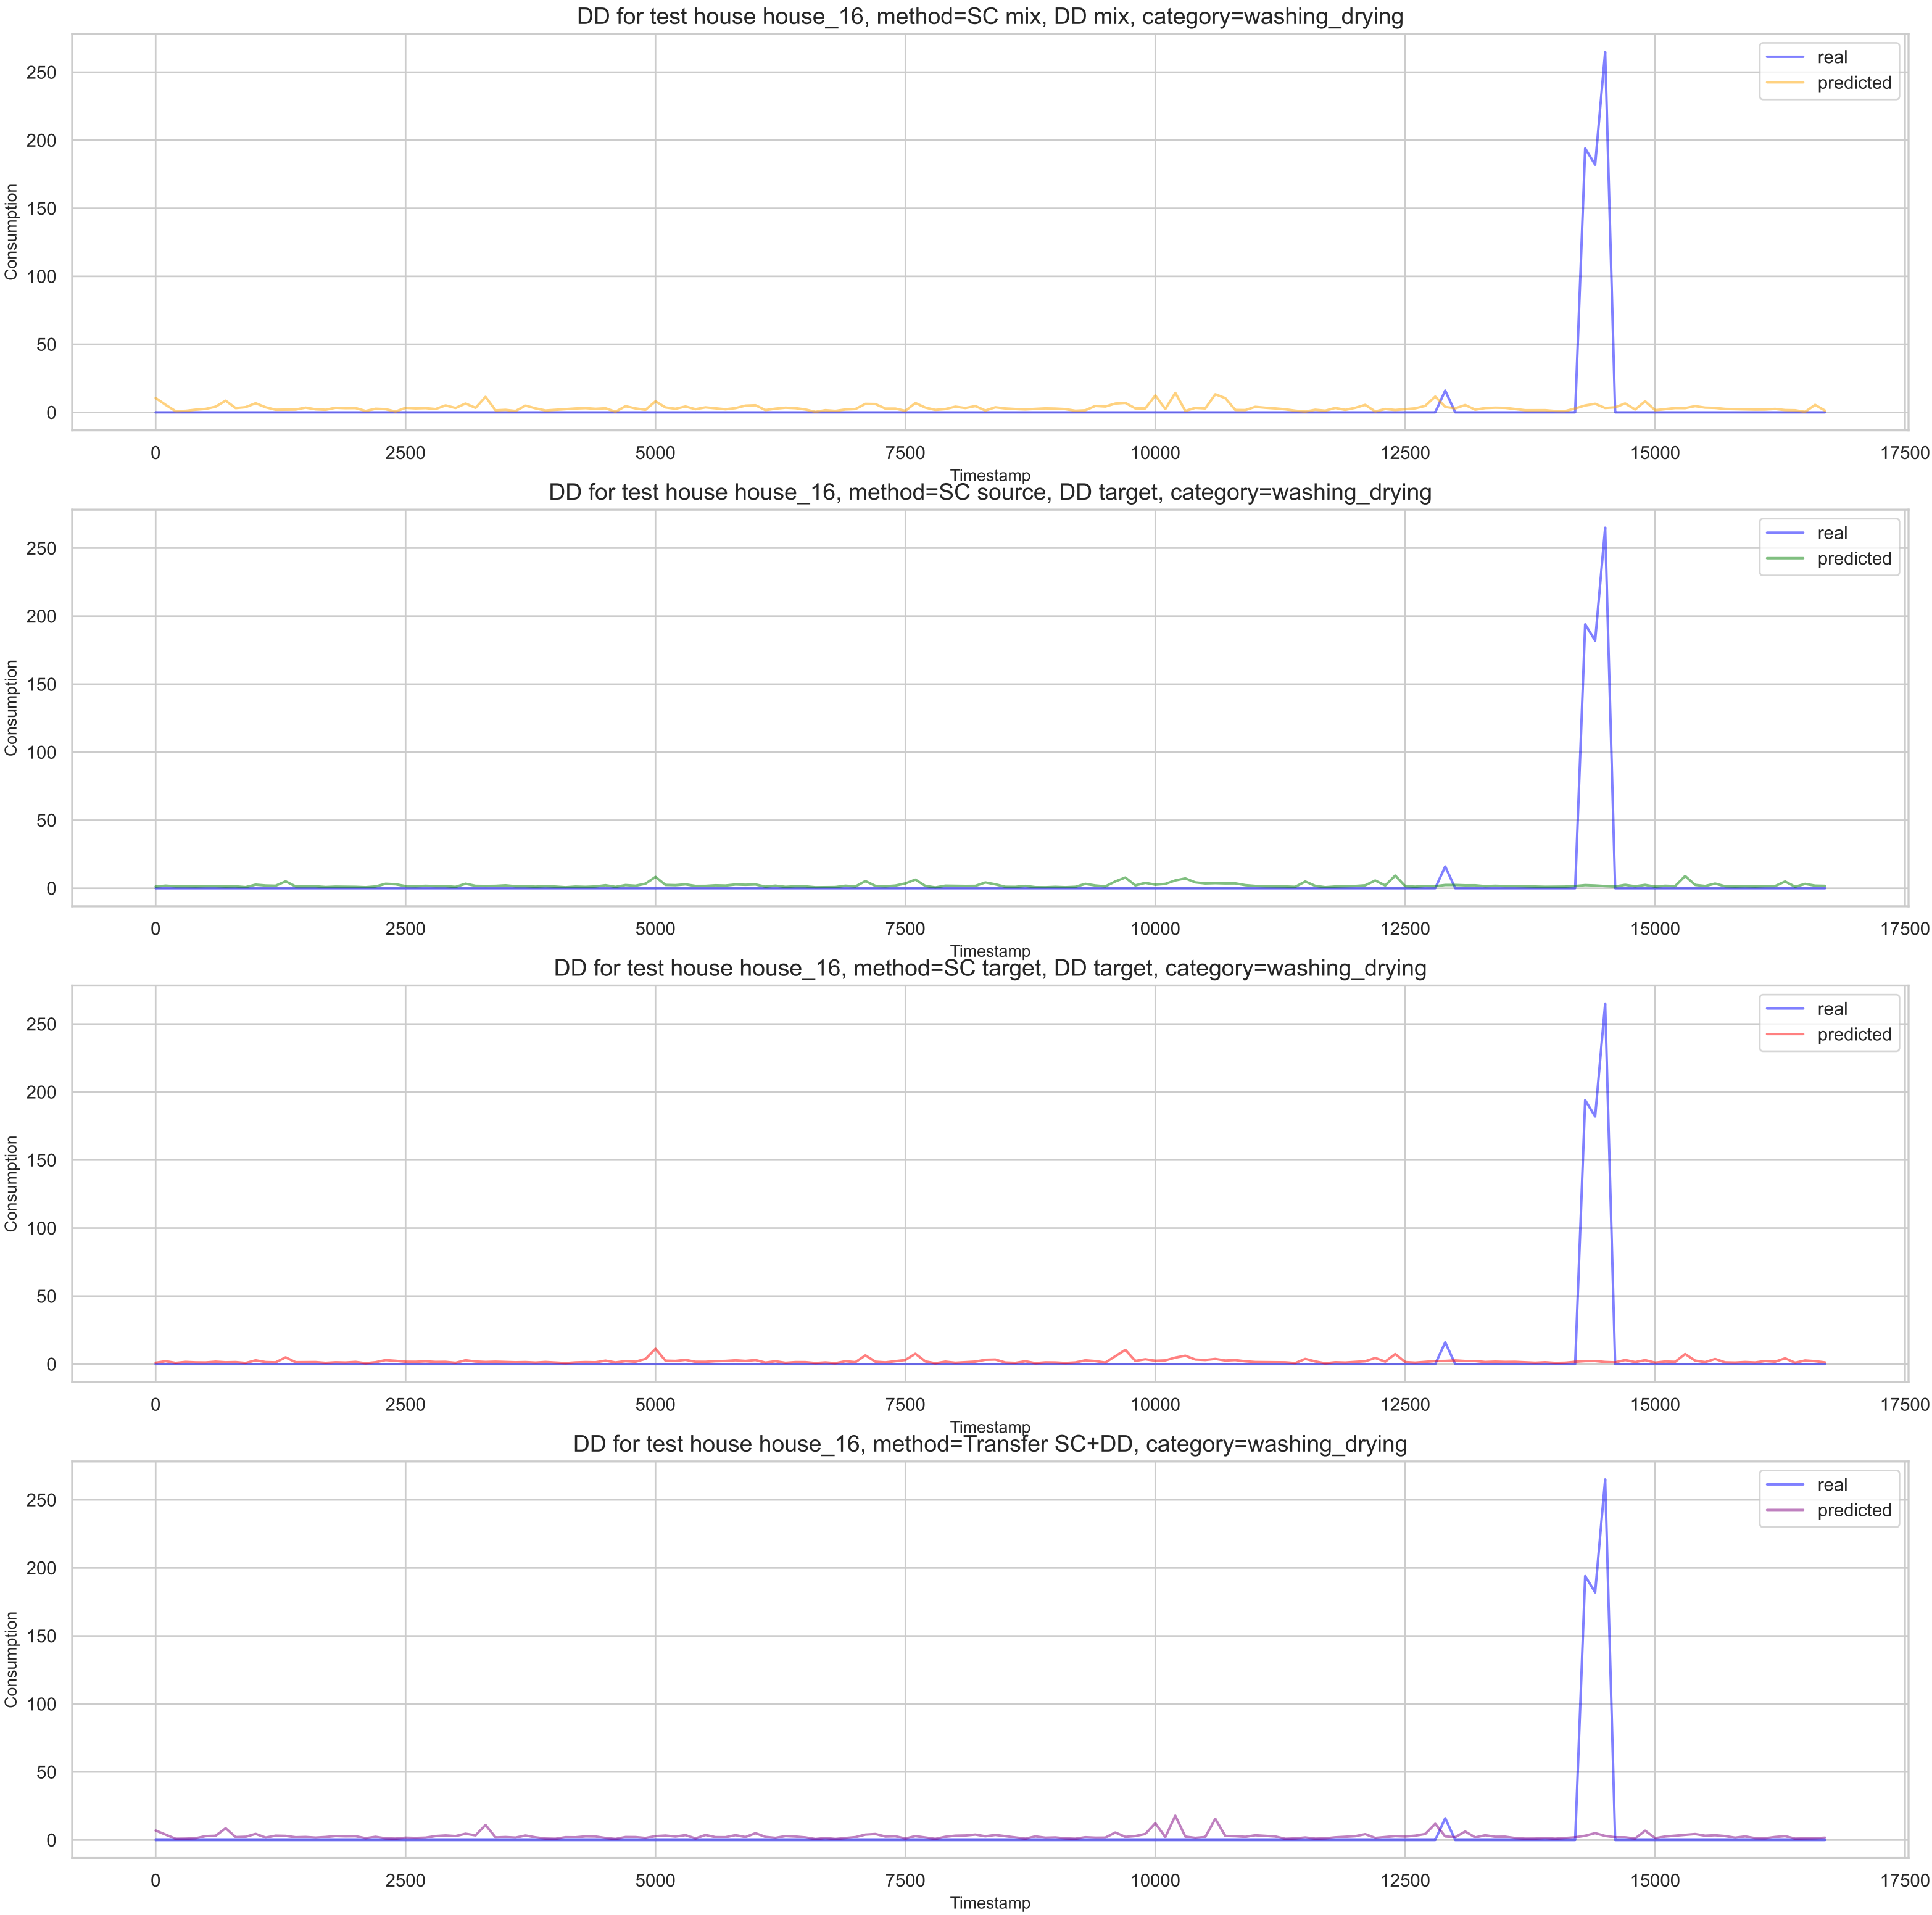 DD for test house house_16, method=SC mix, DD mix, category=washing_drying
real
predicted
250
200
150
100
50
0
Consumption
0 2500 5000 7500 10000 12500 15000 17500
Timestamp
DD for test house house_16, method=SC source, DD target, category=washing_drying
real
predicted
250
200
150
100
50
0
Consumption
0 2500 5000 7500 10000 12500 15000 17500
Timestamp
DD for test house house_16, method=SC target, DD target, category=washing_drying
real
predicted
250
200
150
100
50
0
Consumption
0 2500 5000 7500 10000 12500 15000 17500
Timestamp
DD for test house house_16, method=Transfer SC+DD, category=washing_drying
real
predicted
250
200
150
100
50
0
Consumption
0 2500 5000 7500 10000 12500 15000 17500
Timestamp